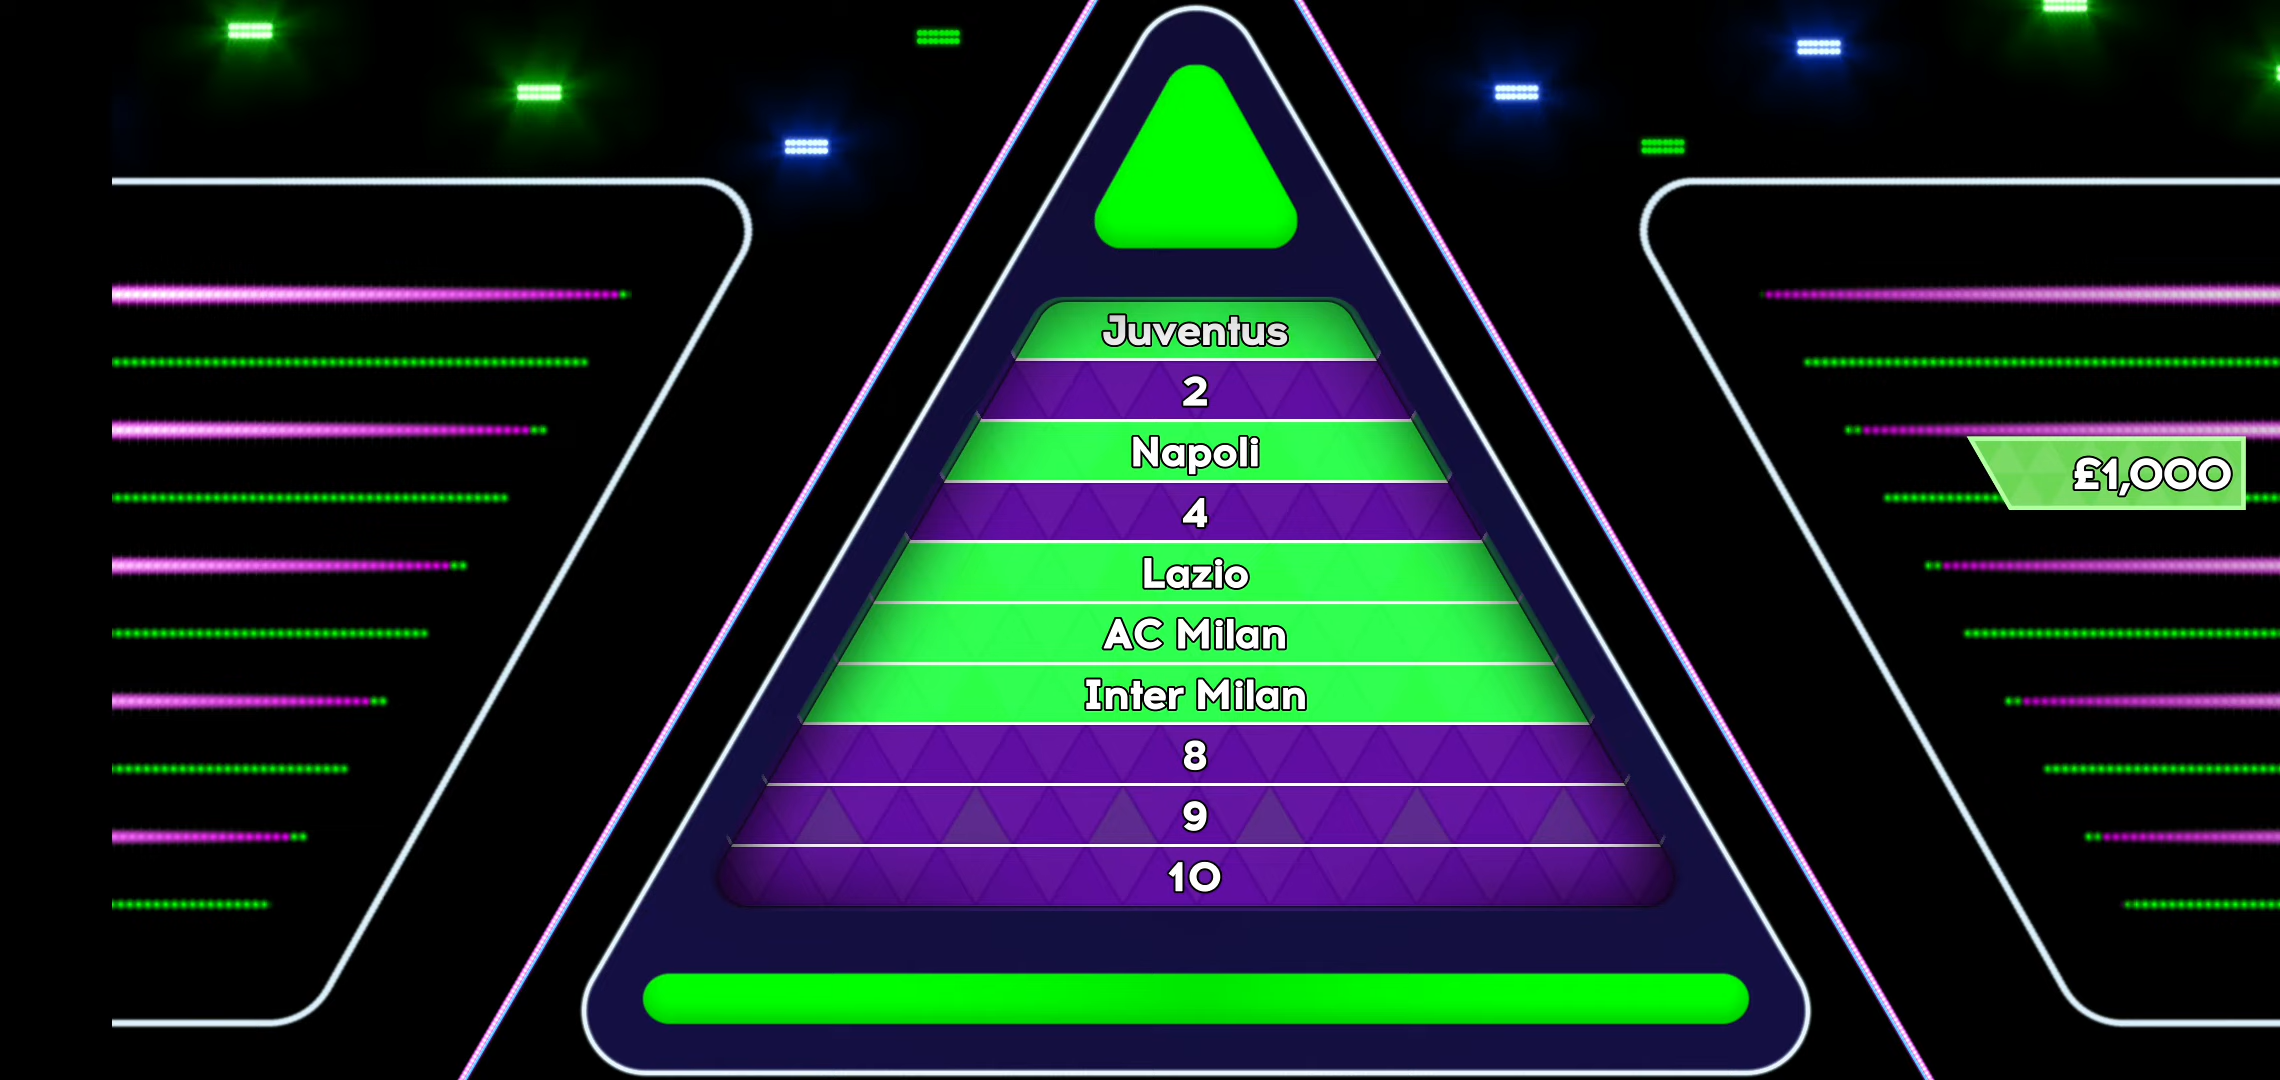 Juventus
2
Napoli
4
£1,000
Lazio
AC Milan
Inter Milan
8
9
10